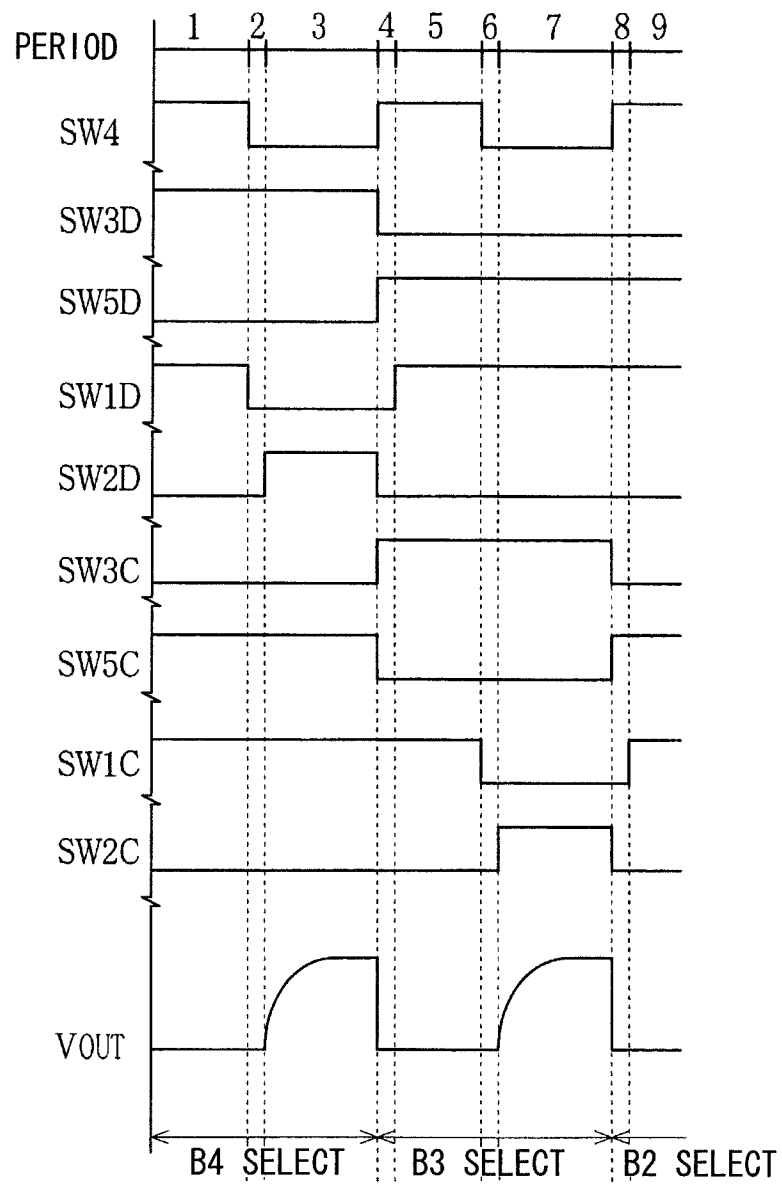 PERIOD 1 2 3 4 5 6 7 8 9
SW4
SW3D
SW5D
SW1D
SW2D
SW3C
SW5C
SW1C
SW2C
VOUT
B4 SELECT B3 SELECT B2 SELECT